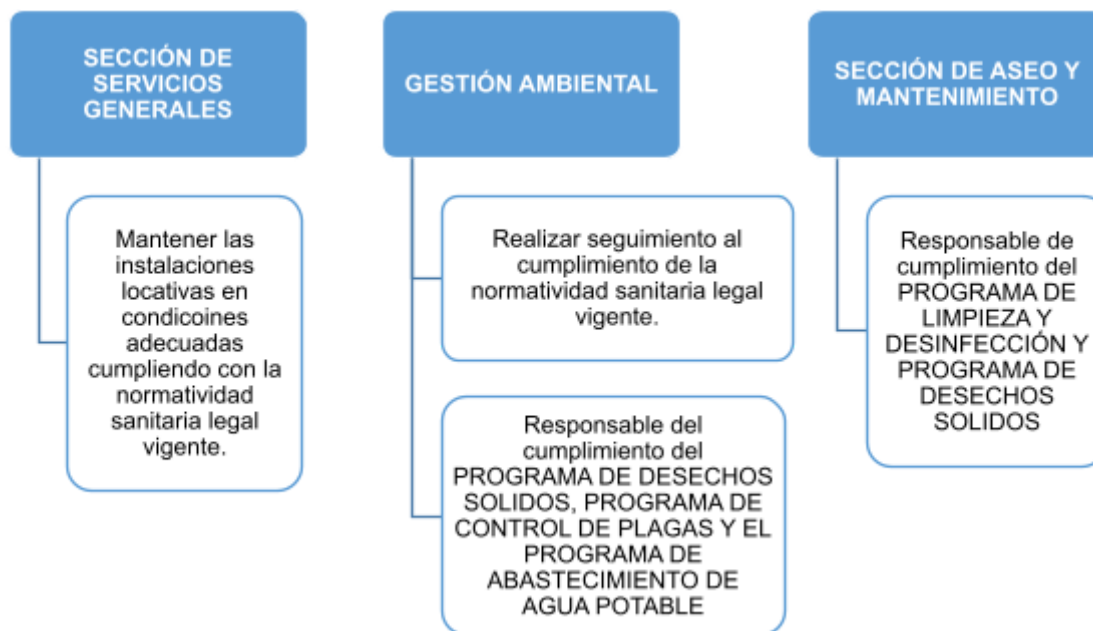 SECCIÓN DE
SERVICIOS
GENERALES
Mantener las
instalaciones
locativas en
condicoines
adecuadas
cumpliendo con la
normatividad
sanitaria legal
vigente.
GESTIÓN AMBIENTAL
Realizar seguimiento al
cumplimiento de la
normatividad sanitaria legal
vigente.
Responsable del
cumplimiento del
PROGRAMA DE DESECHOS
SOLIDOS, PROGRAMA DE
CONTROL DE PLAGAS Y EL
PROGRAMA DE
ABASTECIMIENTO DE
AGUA POTABLE
SECCIÓN DE ASEO Y
MANTENIMIENTO
Responsable de
cumplimiento del
PROGRAMA DE
LIMPIEZA Y
DESINFECCIÓN Y
PROGRAMA DE
DESECHOS
SOLIDOS